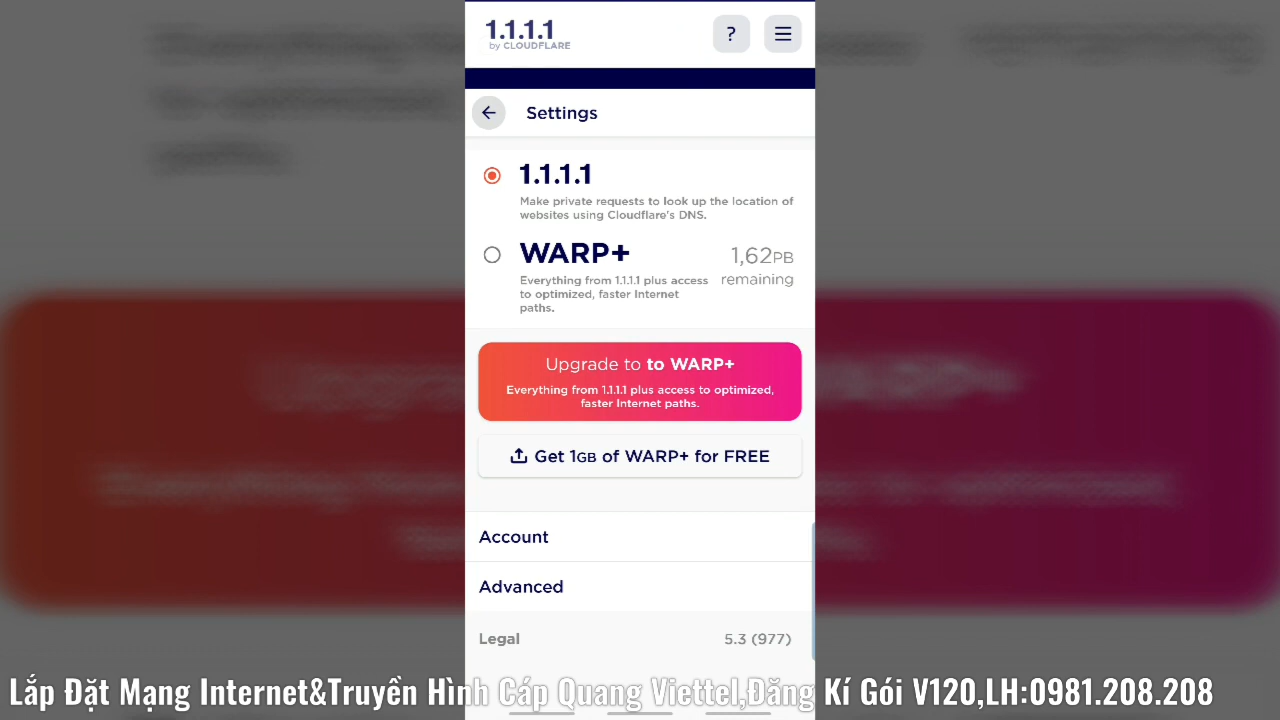 1.1.1.1
by CLOUDFLARE
?
Settings
1.1.1.1
Make private requests to look up the location of
websites using Cloudflare's DNS.
WARP+
1,62PB
remaining
Everything from 1.1.1.1 plus access
to optimized, faster Internet
paths.
Upgrade to to WARP+
Everything from 1.1.1.1 plus access to optimized,
faster Internet paths.
Get 1GB of WARP+ for FREE
Account
Advanced
Legal
5.3 (977)
Lắp Đặt Mạng Internet&Truyền Hình Cáp Quang Viettel,Đăng Kí Gói V120,LH:0981.208.208